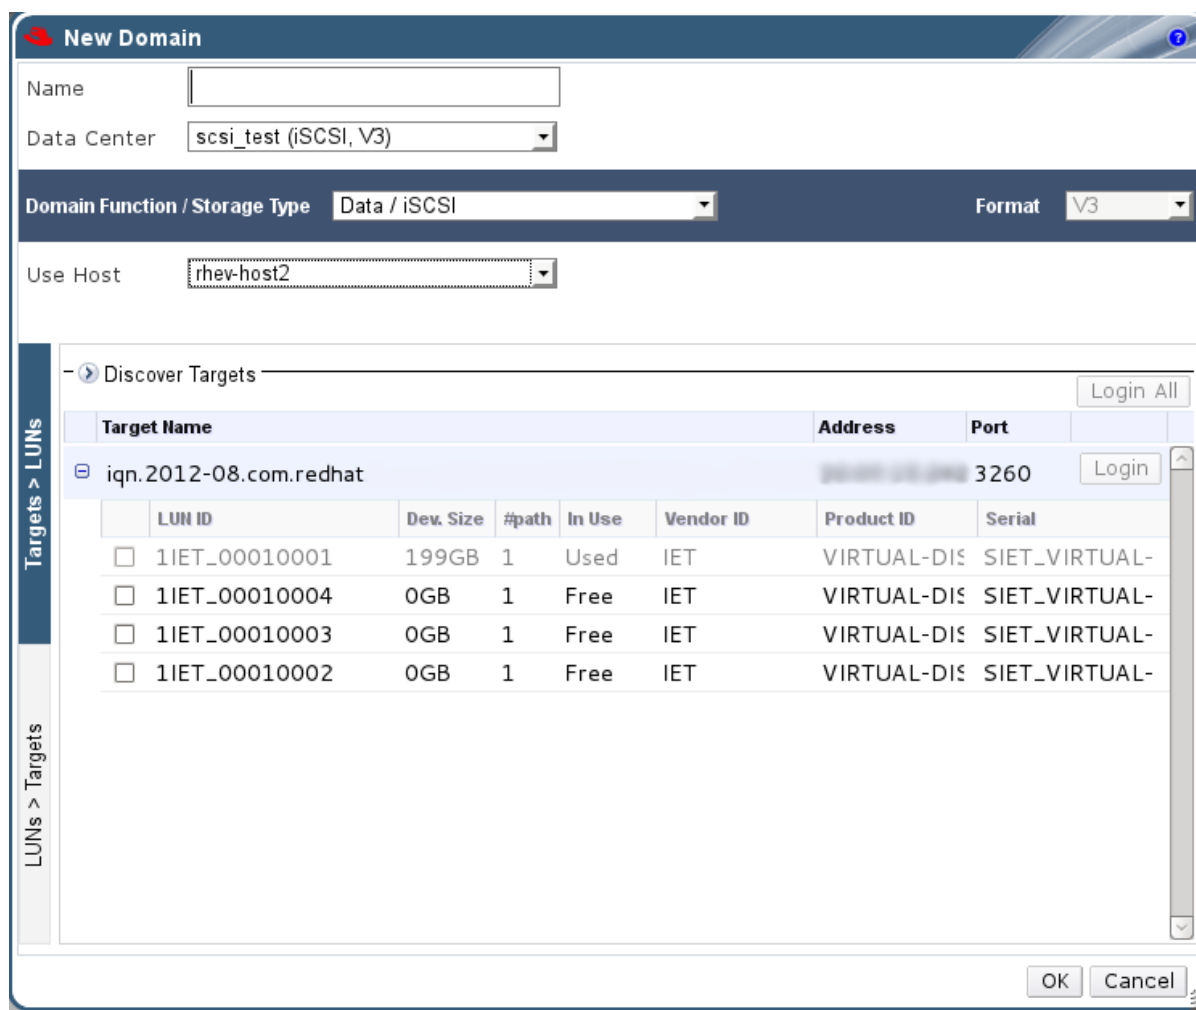 New Domain
Name
Data Center scsi_test (iSCSI, V3)
Domain Function / Storage Type Data / iSCSI Format V3
Use Host rhev-host2
Discover Targets
Login All
Target Name Address Port
iqn.2012-08.com.redhat 3260 Login
LUN ID Dev. Size #path In Use Vendor ID Product ID Serial
1IET_00010001 199GB 1 Used IET VIRTUAL-DIS SIET_VIRTUAL-
1IET_00010004 0GB 1 Free IET VIRTUAL-DIS SIET_VIRTUAL-
1IET_00010003 0GB 1 Free IET VIRTUAL-DIS SIET_VIRTUAL-
1IET_00010002 0GB 1 Free IET VIRTUAL-DIS SIET_VIRTUAL-
Targets > LUNs
LUNs > Targets
OK Cancel